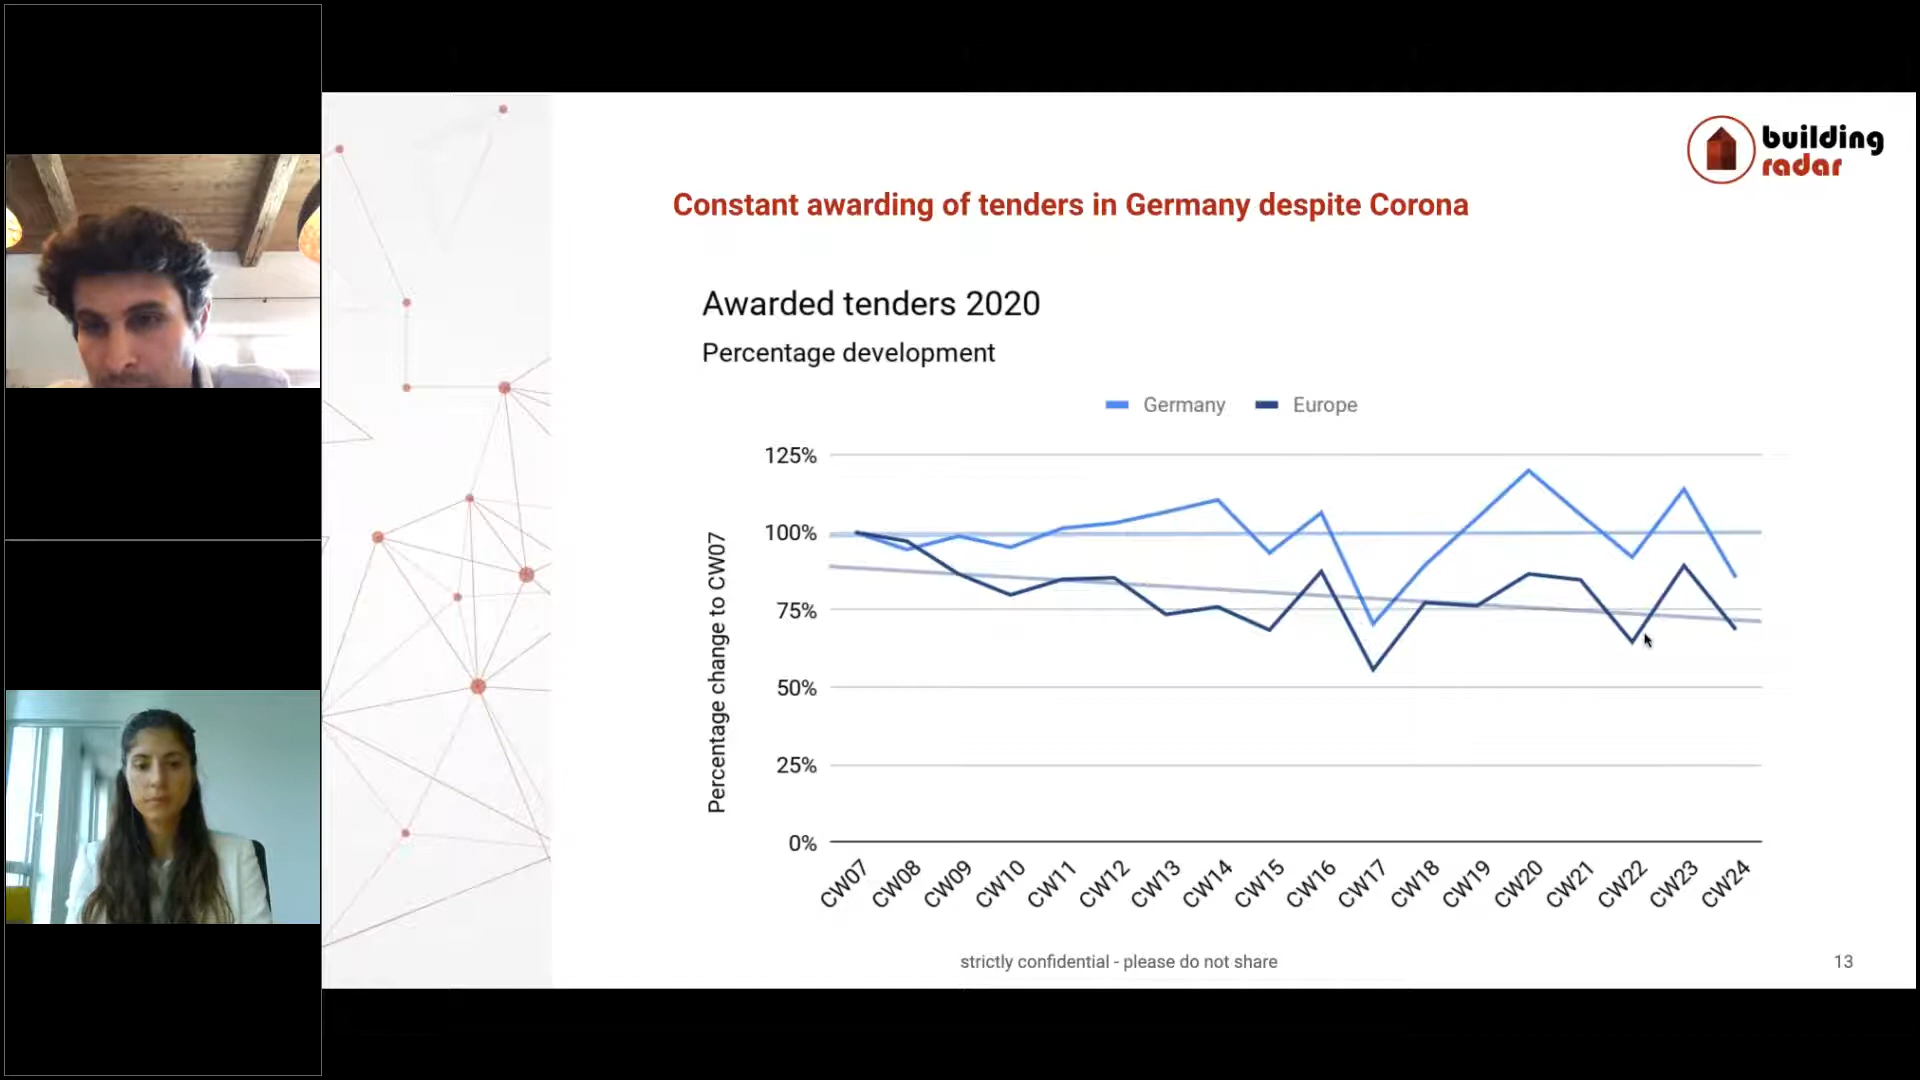 building
radar
Constant awarding of tenders in Germany despite Corona
Awarded tenders 2020
Percentage development
Germany
Europe
Percentage change to CW07
125%
100%
75%
50%
25%
0%
CW07
CW08
CW09
CW10
CW11
CW12
CW13
CW14
CW15
CW16
CW17
CW18
CW19
CW20
CW21
CW22
CW23
CW24
strictly confidential - please do not share
13